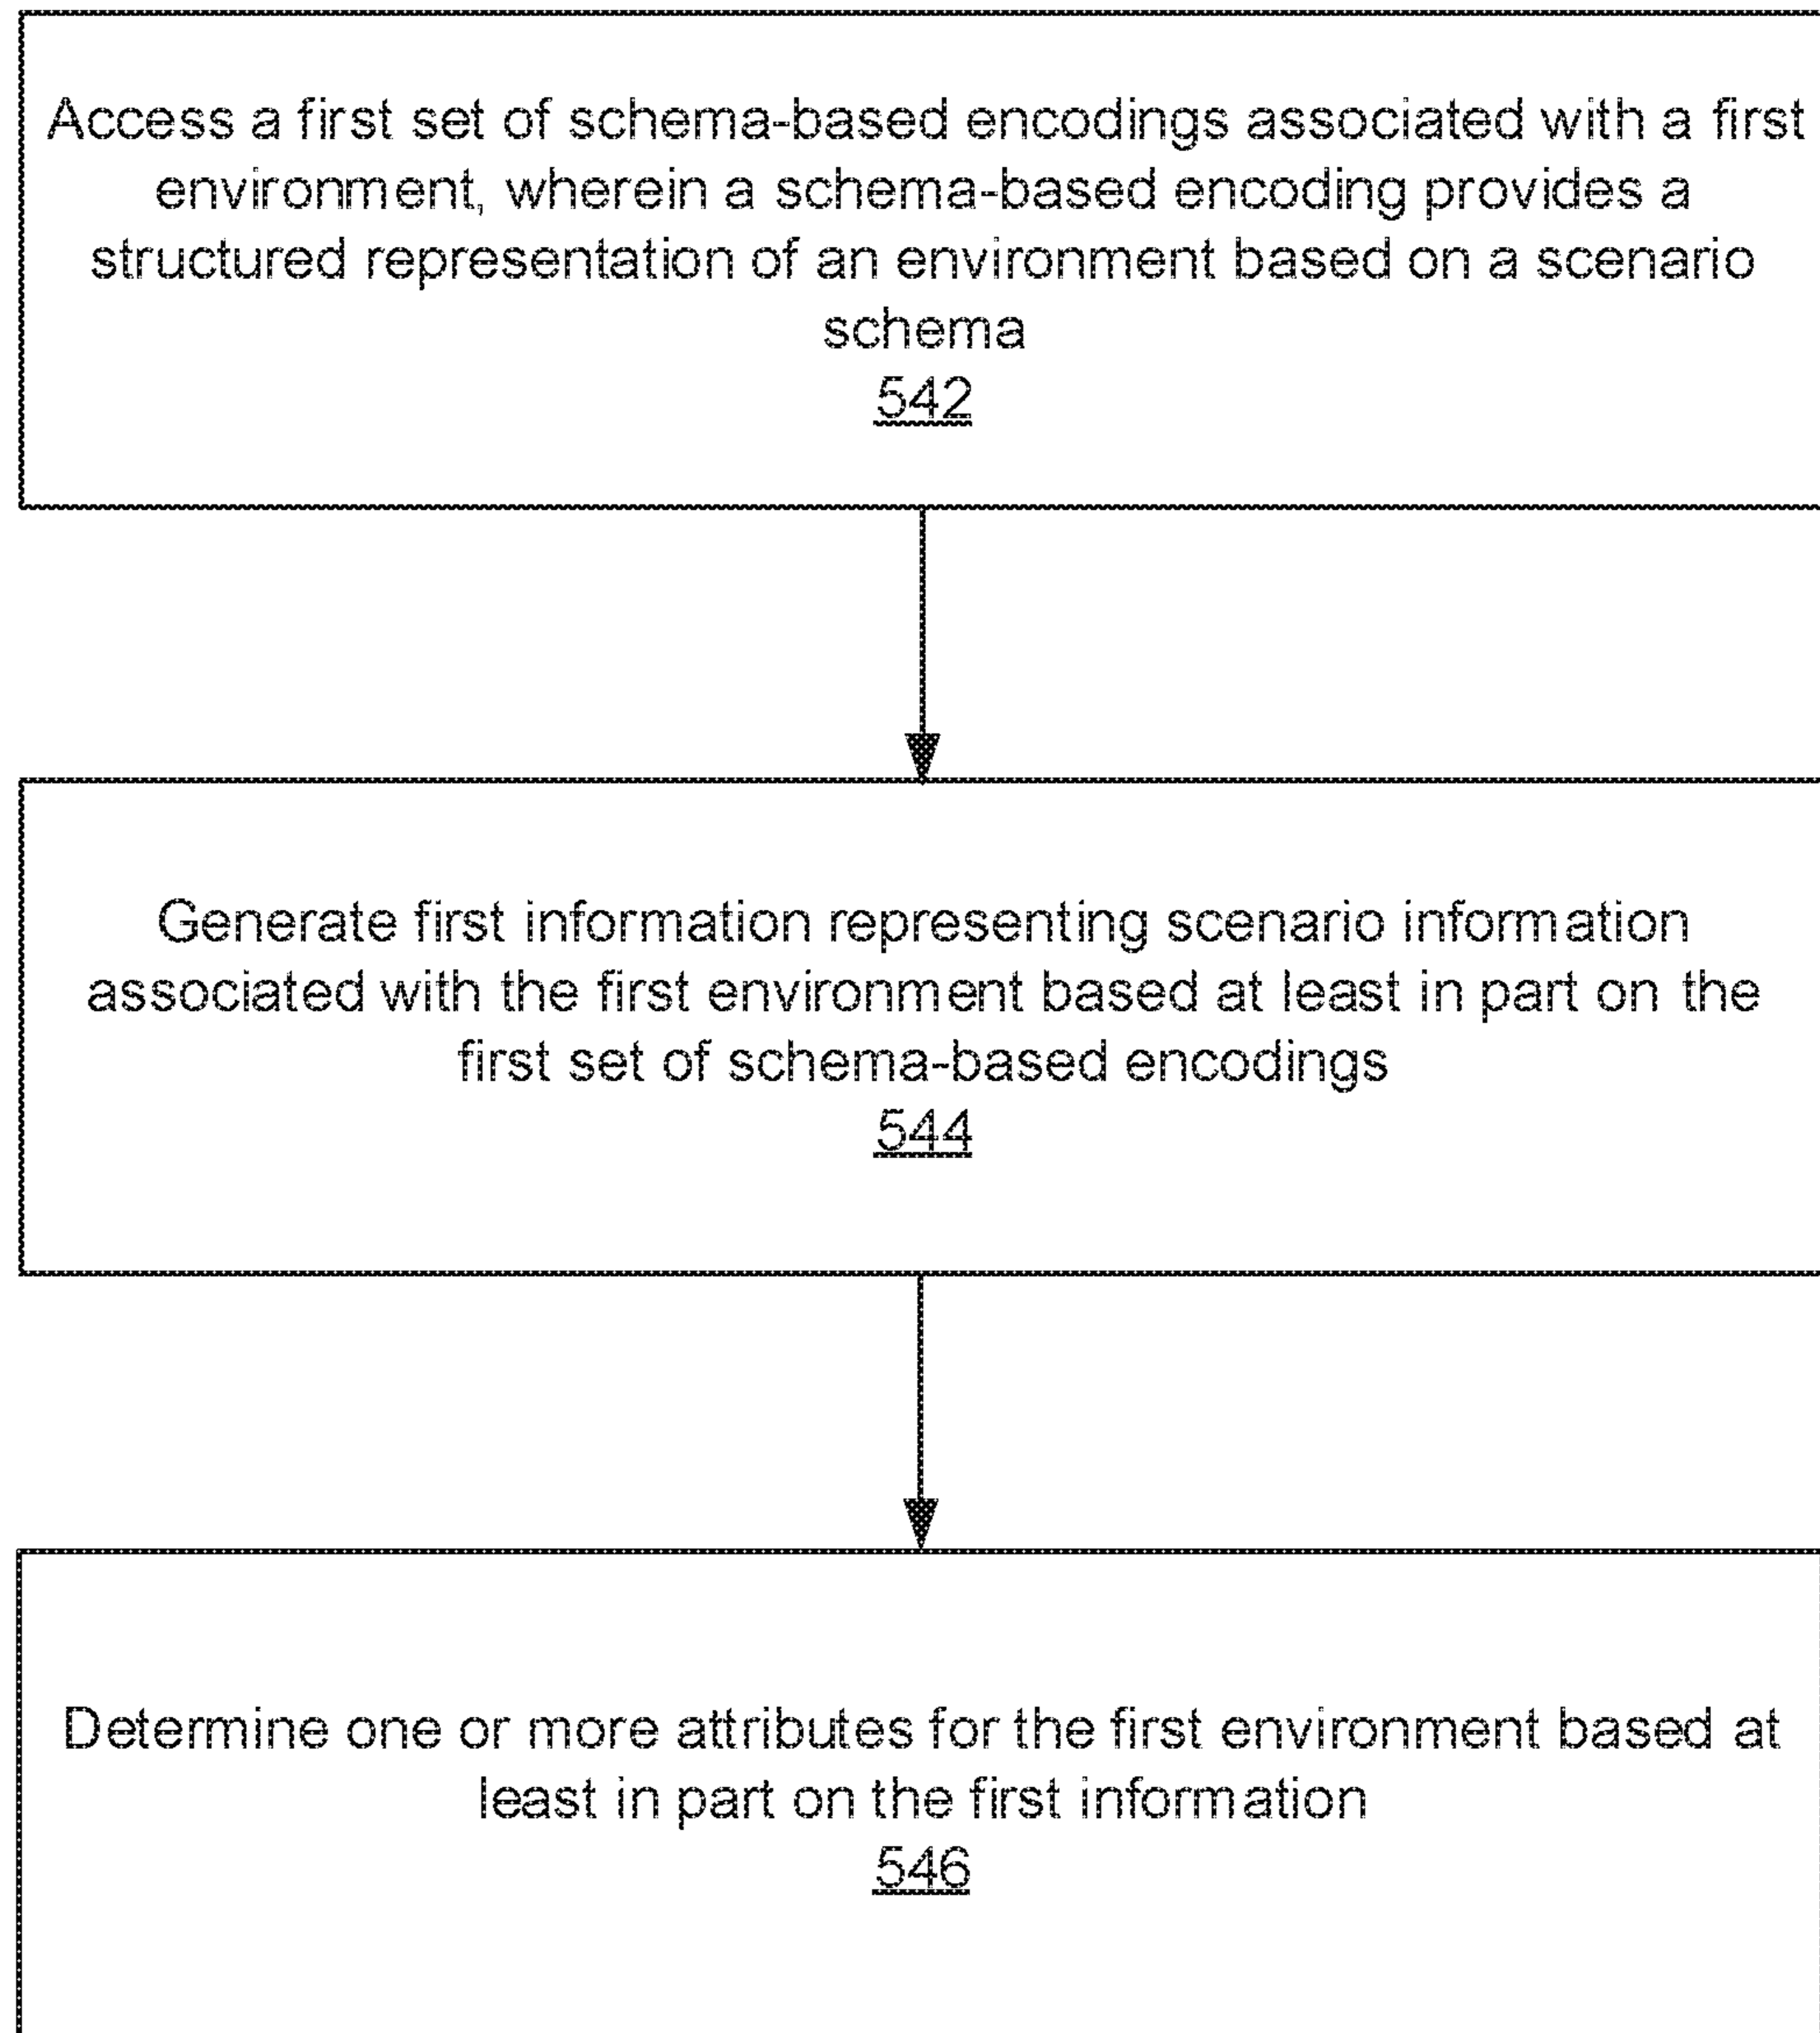 Access a first set of schema-based encodings associated with a first
environment, wherein a schema-based encoding provides a
structured representation of an environment based on a scenario
schema
542
Generate first information representing scenario information
associated with the first environment based at least in part on the
first set of schema-based encodings
544
Determine one or more attributes for the first environment based at
least in part on the first information
546